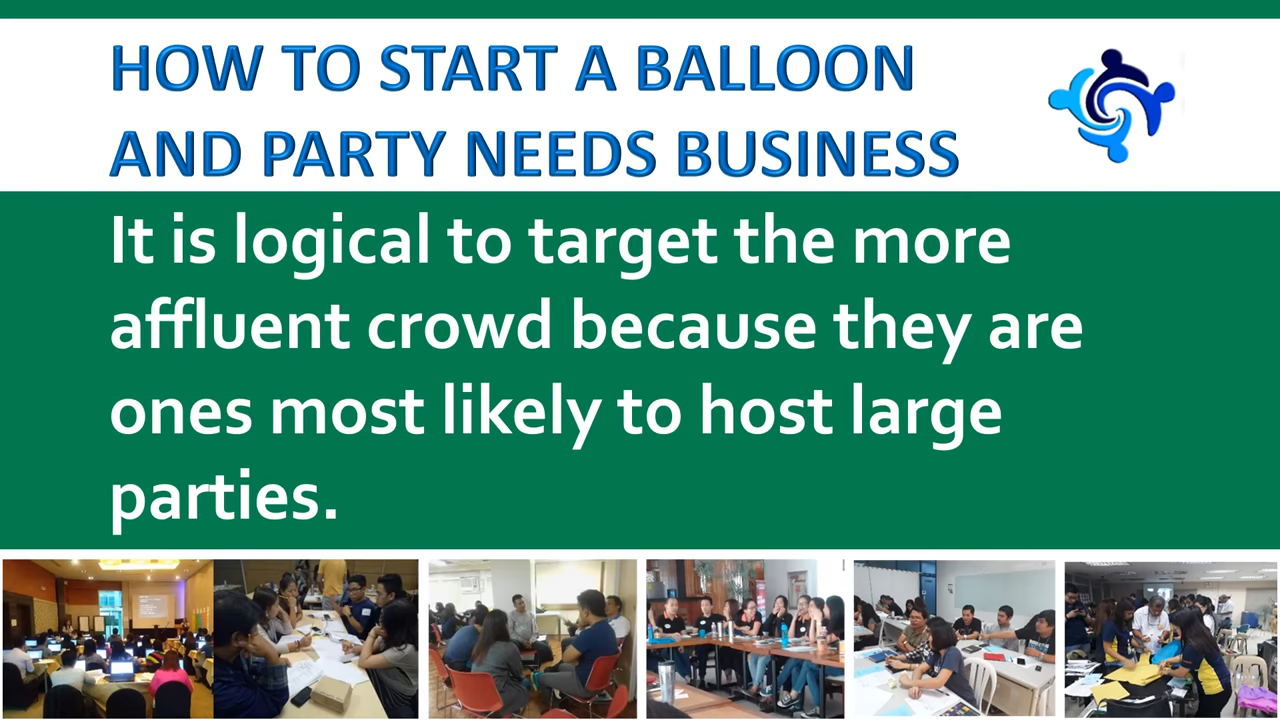 HOW TO START A BALLOON
AND PARTY NEEDS BUSINESS
It is logical to target the more
affluent crowd because they are
ones most likely to host large
parties.